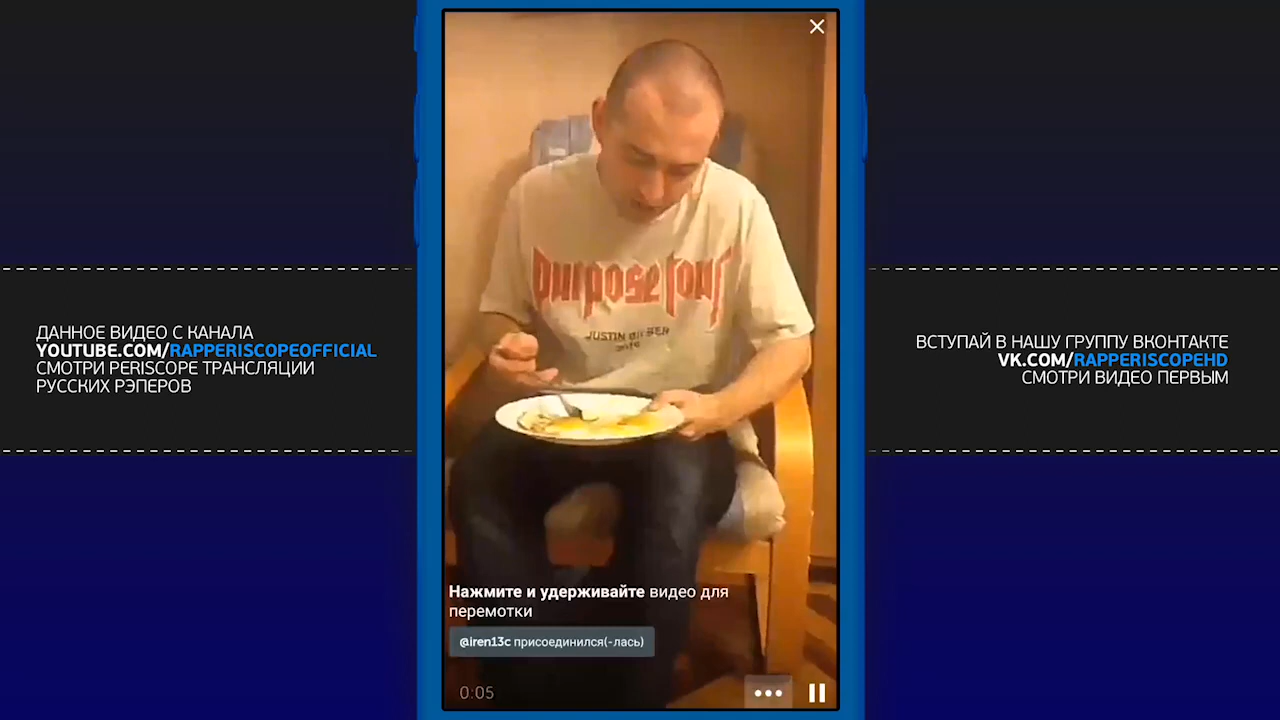 ДАННОЕ ВИДЕО С КАНАЛА
YOUTUBE.COM/RAPPERISCOPEOFFICIAL
СМОТРИ PERISCOPE ТРАНСЛЯЦИИ
РУССКИХ РЭПЕРОВ
purpose tour
JUSTIN BIEBER
2016
Нажмите и удерживайте видео для
перемотки
@iren13c присоединился(-лась)
0:05
ВСТУПАЙ В НАШУ ГРУППУ ВКОНТАКТЕ
VK.COM/RAPPERISCOPEHD
СМОТРИ ВИДЕО ПЕРВЫМ